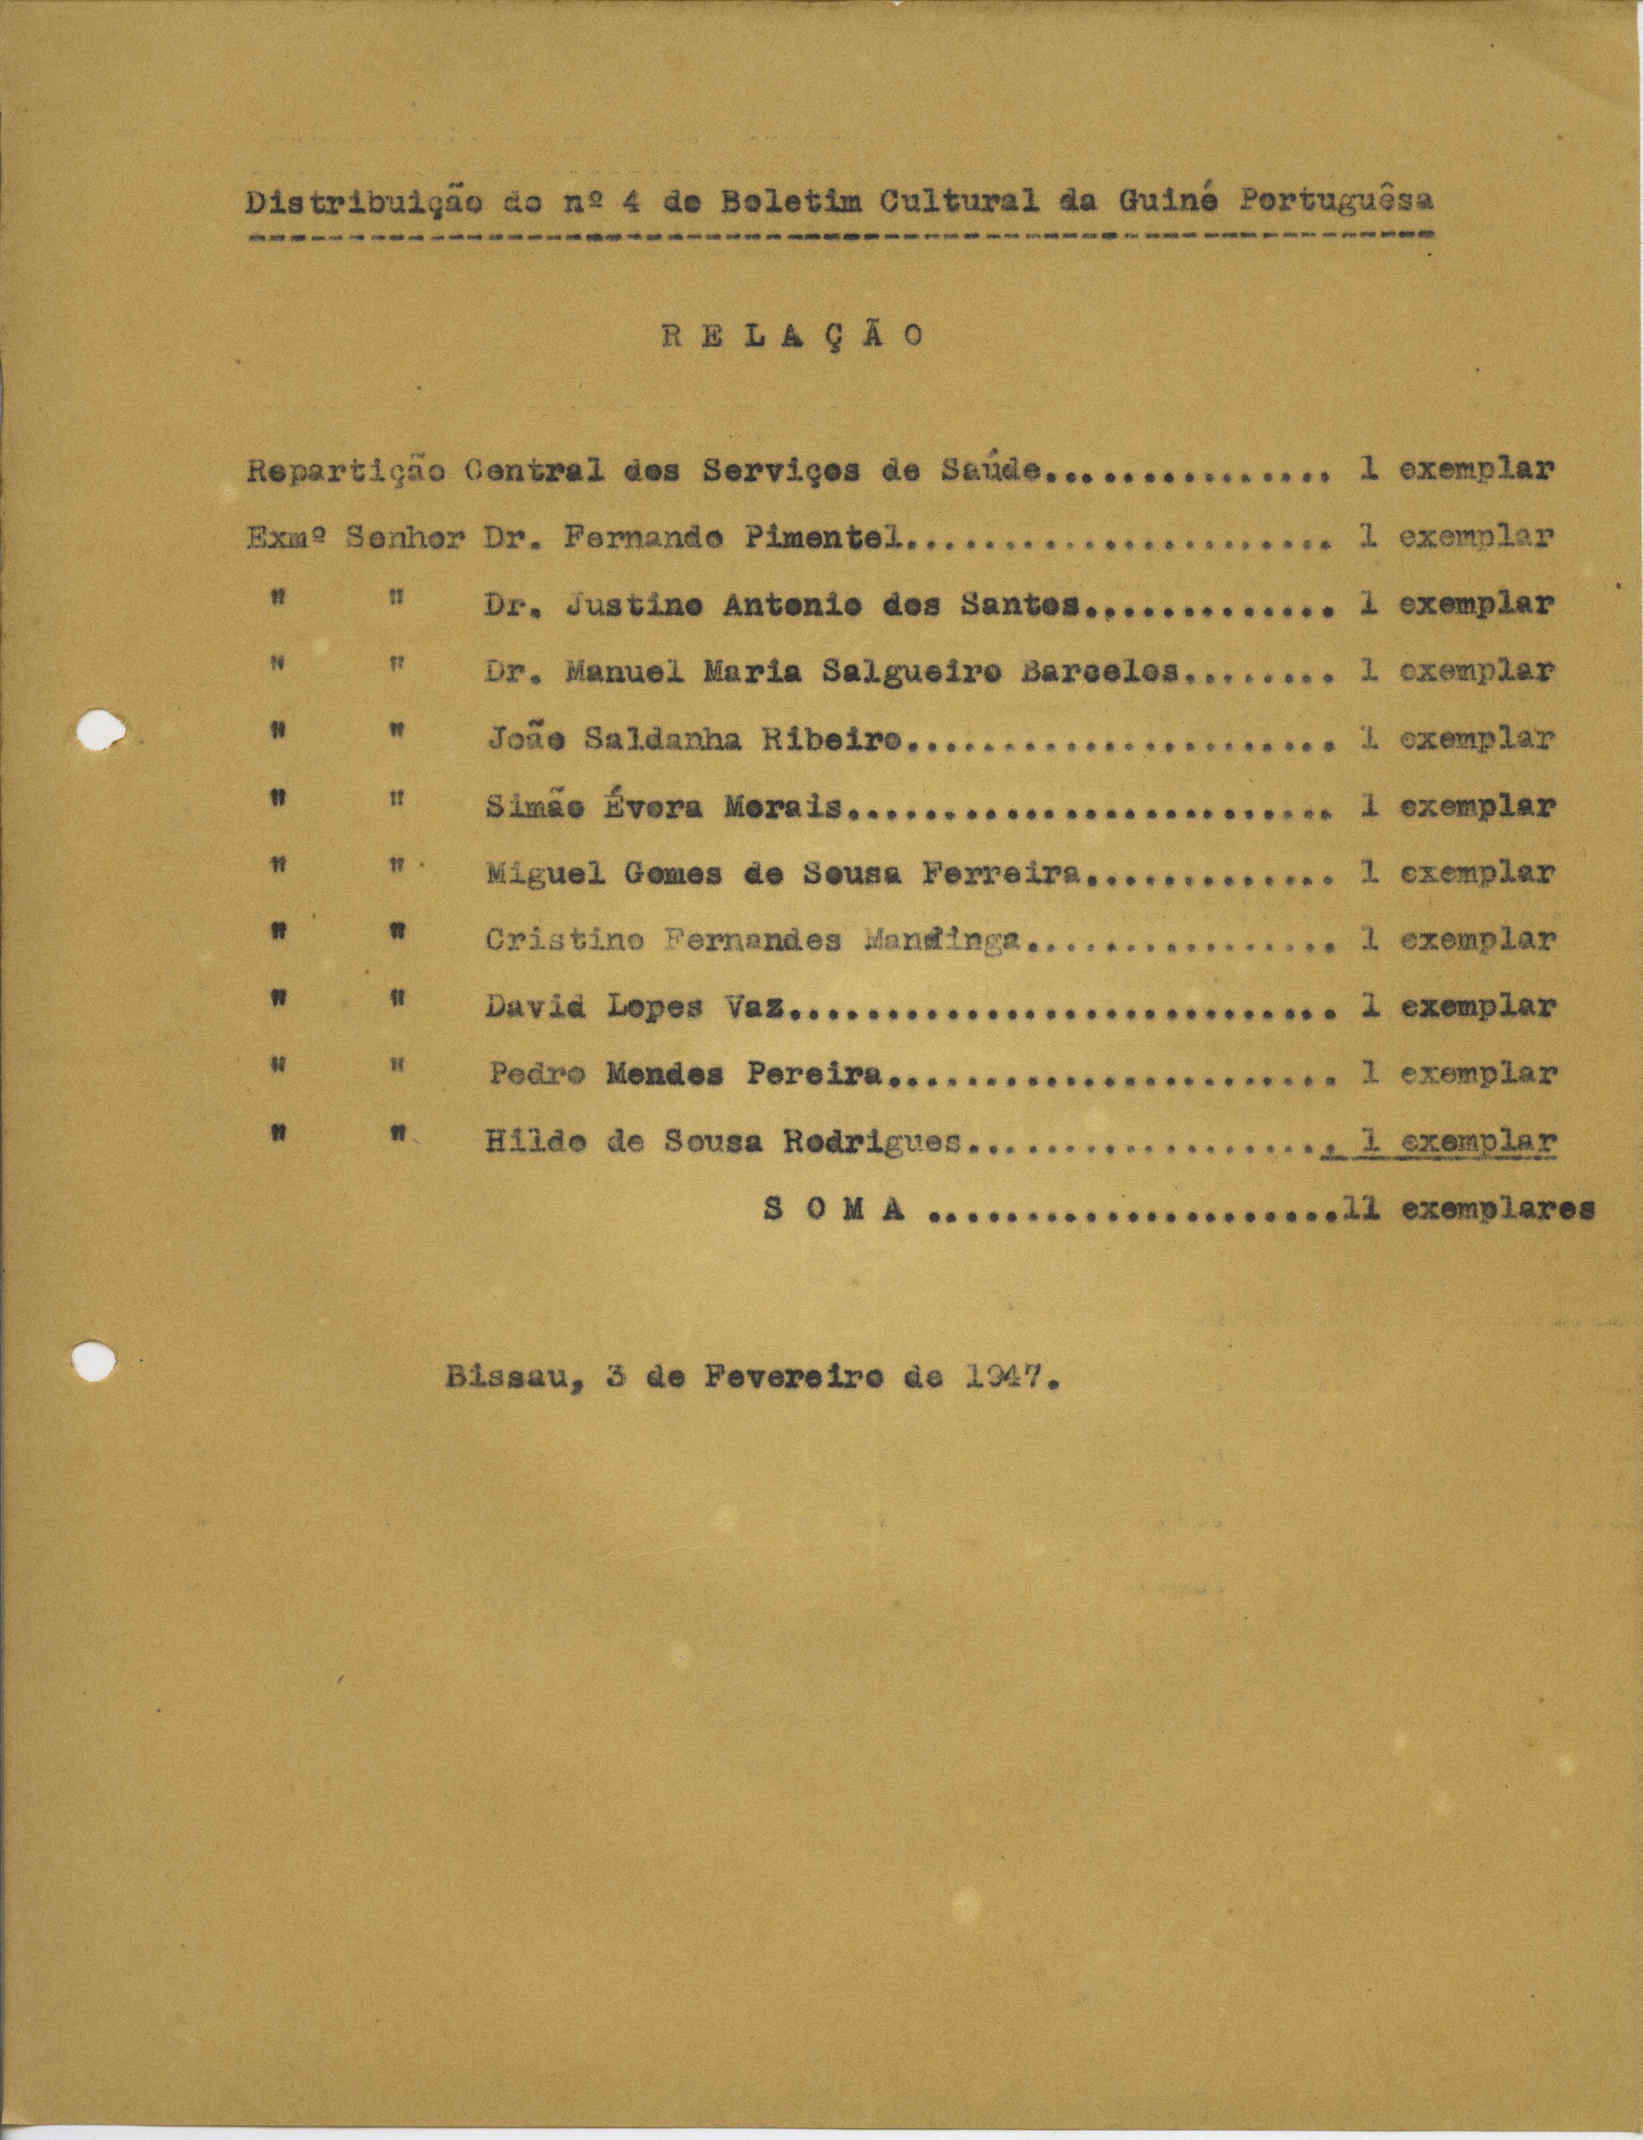 Distribuição do nº 4 do Boletim Cultural da Guiné Portuguêsa
R E L A Ç Ã O
Repartição Central dos Serviços de Saúde............... 1 exemplar
Exmº Senhor Dr. Fernando Pimentel...................... 1 exemplar
" " Dr. Justino Antonio dos Santos............. 1 exemplar
" " Dr. Manuel Maria Salgueiro Barcelos........ 1 exemplar
" " João Saldanha Ribeiro...................... 1 exemplar
" " Simão Évora Morais......................... 1 exemplar
" " Miguel Gomes de Sousa Ferreira............. 1 exemplar
" " Cristino Fernandes Mandinga................ 1 exemplar
" " David Lopes Vaz............................ 1 exemplar
" " Pedro Mendes Pereira....................... 1 exemplar
" " Hildo de Sousa Rodrigues................... 1 exemplar
S O M A .....................11 exemplares
Bissau, 3 de Fevereiro de 1947.